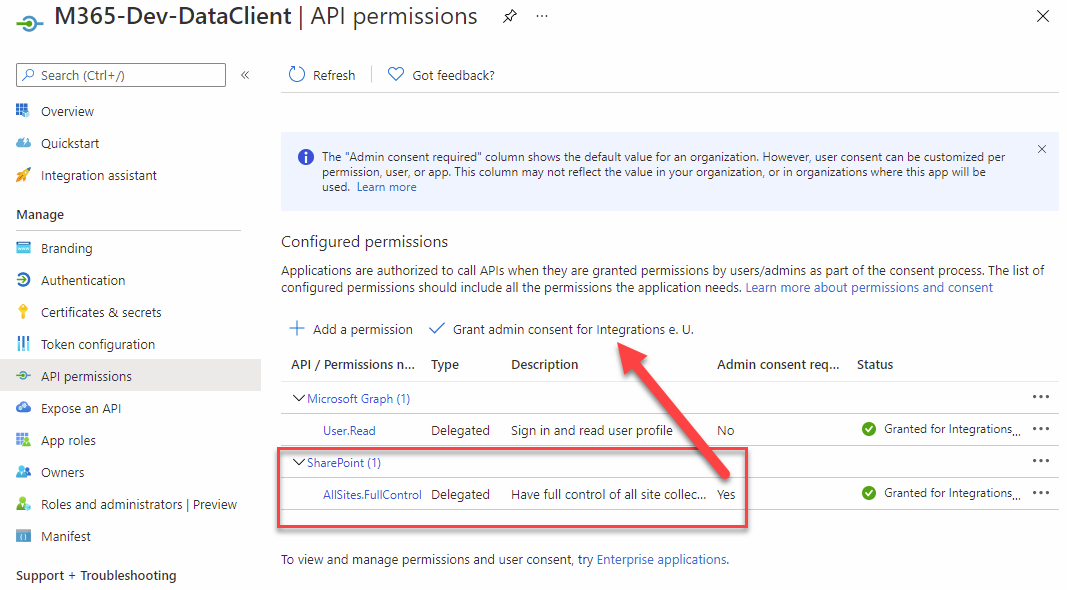 M365-Dev-DataClient | API permissions
Search (Ctrl+/)
«
Refresh
Got feedback?
Overview
Quickstart
Integration assistant
Manage
Branding
Authentication
Certificates & secrets
Token configuration
API permissions
Expose an API
App roles
Owners
Roles and administrators | Preview
Manifest
Support + Troubleshooting
The "Admin consent required" column shows the default value for an organization. However, user consent can be customized per
permission, user, or app. This column may not reflect the value in your organization, or in organizations where this app will be
used. Learn more
Configured permissions
Applications are authorized to call APIs when they are granted permissions by users/admins as part of the consent process. The list of
configured permissions should include all the permissions the application needs. Learn more about permissions and consent
Add a permission Grant admin consent for Integrations e. U.
API / Permissions n... Type Description Admin consent req... Status
Microsoft Graph (1)
User.Read Delegated Sign in and read user profile No Granted for Integrations...
SharePoint (1)
AllSites.FullControl Delegated Have full control of all site collec... Yes Granted for Integrations...
To view and manage permissions and user consent, try Enterprise applications.